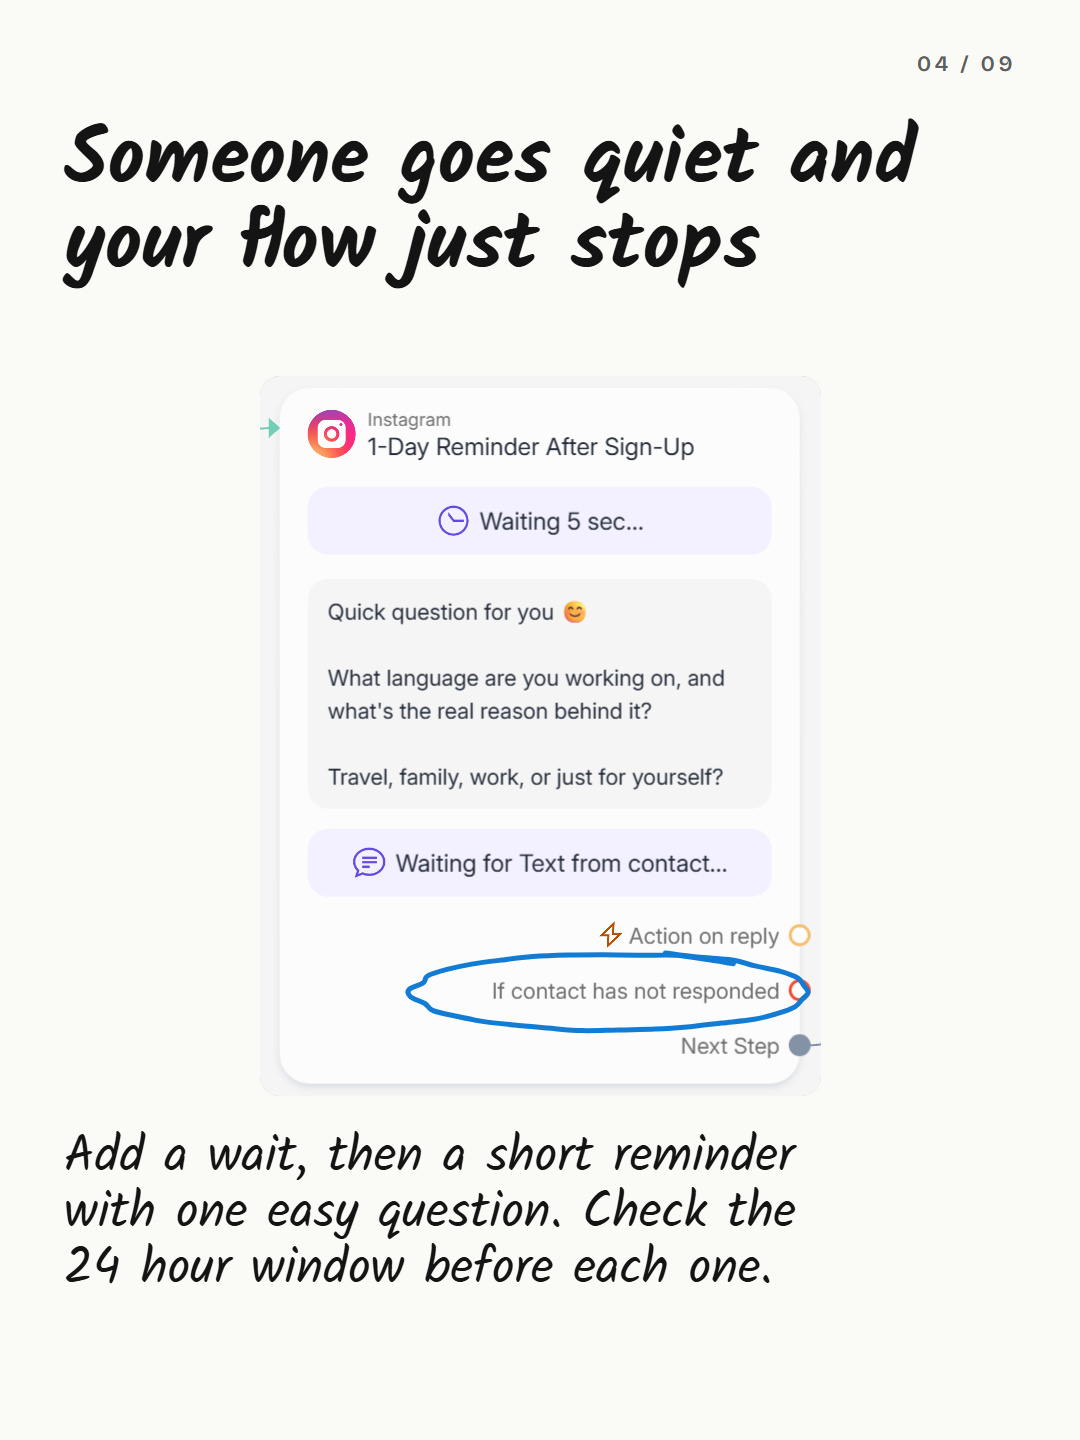 04 / 09
Someone goes quiet and
your flow just stops
Instagram
1-Day Reminder After Sign-Up
Waiting 5 sec...
Quick question for you 😊
What language are you working on, and
what's the real reason behind it?
Travel, family, work, or just for yourself?
Waiting for Text from contact...
Action on reply
If contact has not responded
Next Step
Add a wait, then a short reminder
with one easy question. Check the
24 hour window before each one.